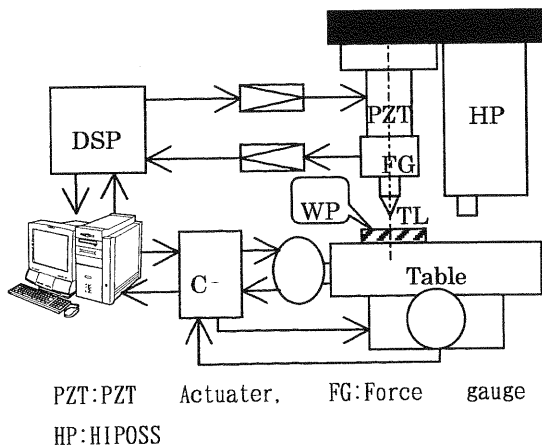 PZT
HP
DSP
FG
WP
TL
Table
C-
PZT:PZT Actuater, FG:Force gauge
HP:HIPOSS